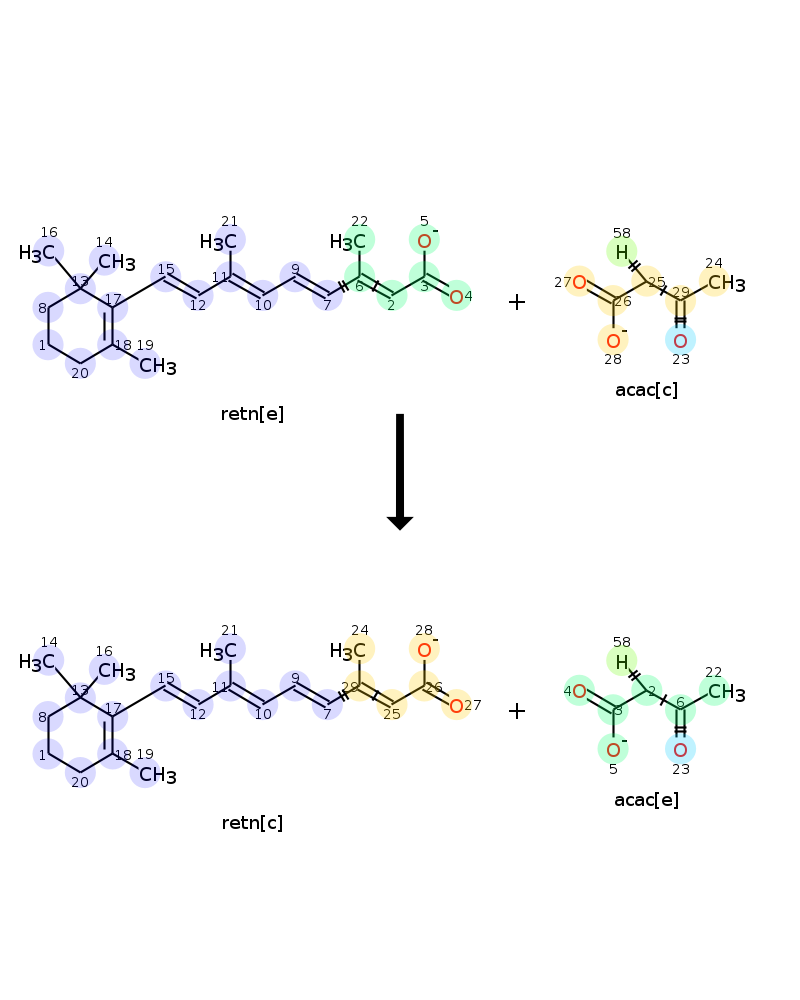 16
H3C
14
CH3
13
8
17
1
18
19
CH3
20
15
12
21
H3C
11
10
9
7
22
H3C
6
2
5
O-
3
O4
+
58
H
24
CH3
27O
25
26
29
O-
28
O
23
retn[e]
acac[c]
14
H3C
16
CH3
13
8
17
1
18
19
CH3
20
15
12
21
H3C
11
10
9
7
24
H3C
29
25
28
O-
26
O27
+
58
H
22
CH3
4O
2
3
6
O-
5
O
23
retn[c]
acac[e]